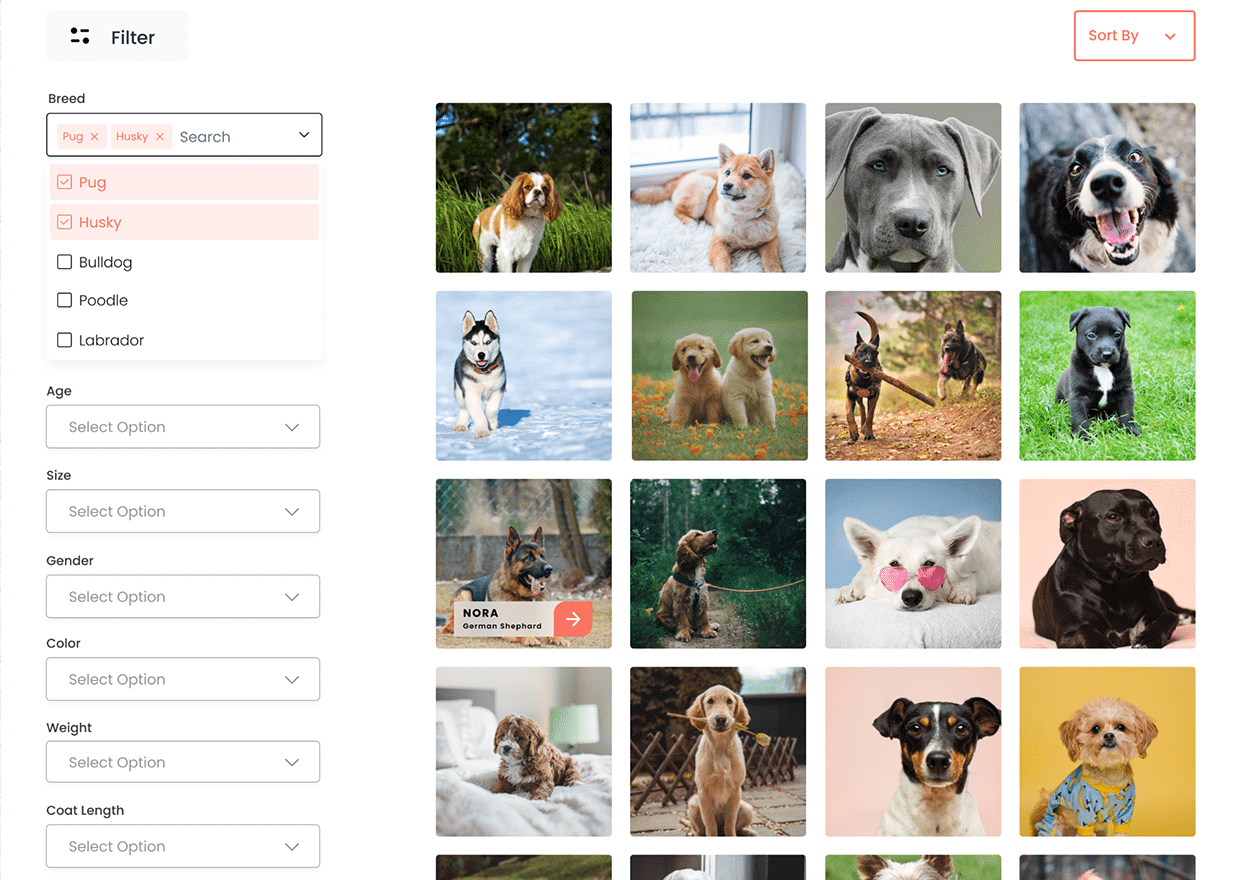 Filter
Sort By
Breed
Pug
Husky
Search
Pug
Husky
Bulldog
Poodle
Labrador
Age
Select Option
Size
Select Option
Gender
Select Option
Color
Select Option
Weight
Select Option
Coat Length
Select Option
NORA
German Shephard